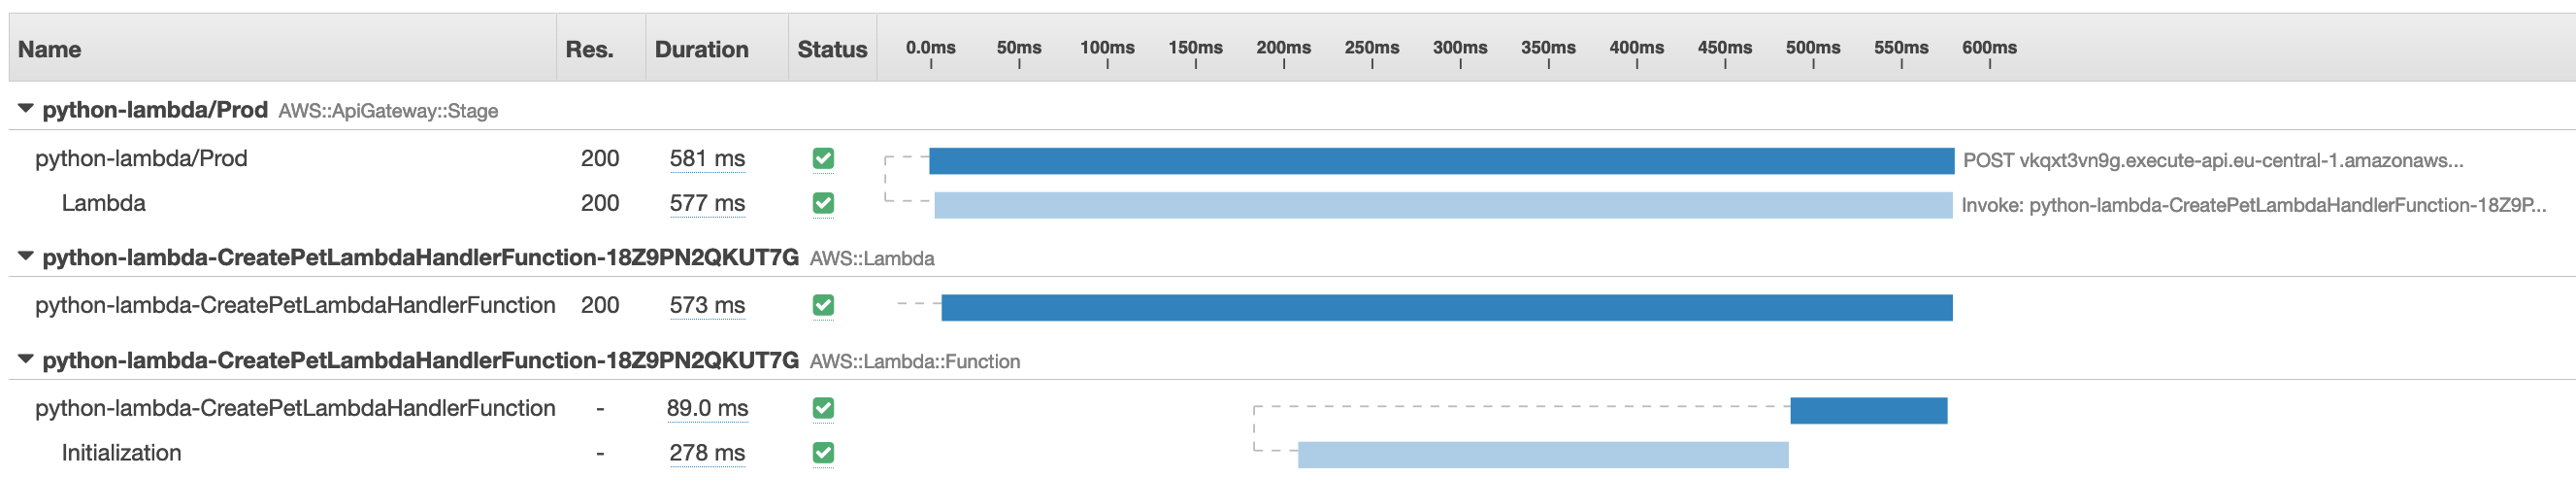 Name Res. Duration Status 0.0ms 50ms 100ms 150ms 200ms 250ms 300ms 350ms 400ms 450ms 500ms 550ms 600ms
python-lambda/Prod AWS::ApiGateway::Stage
python-lambda/Prod 200 581 ms POST vkqxt3vn9g.execute-api.eu-central-1.amazonaws...
Lambda 200 577 ms Invoke: python-lambda-CreatePetLambdaHandlerFunction-18Z9P...
python-lambda-CreatePetLambdaHandlerFunction-18Z9PN2QKUT7G AWS::Lambda
python-lambda-CreatePetLambdaHandlerFunction 200 573 ms
python-lambda-CreatePetLambdaHandlerFunction-18Z9PN2QKUT7G AWS::Lambda::Function
python-lambda-CreatePetLambdaHandlerFunction - 89.0 ms
Initialization - 278 ms